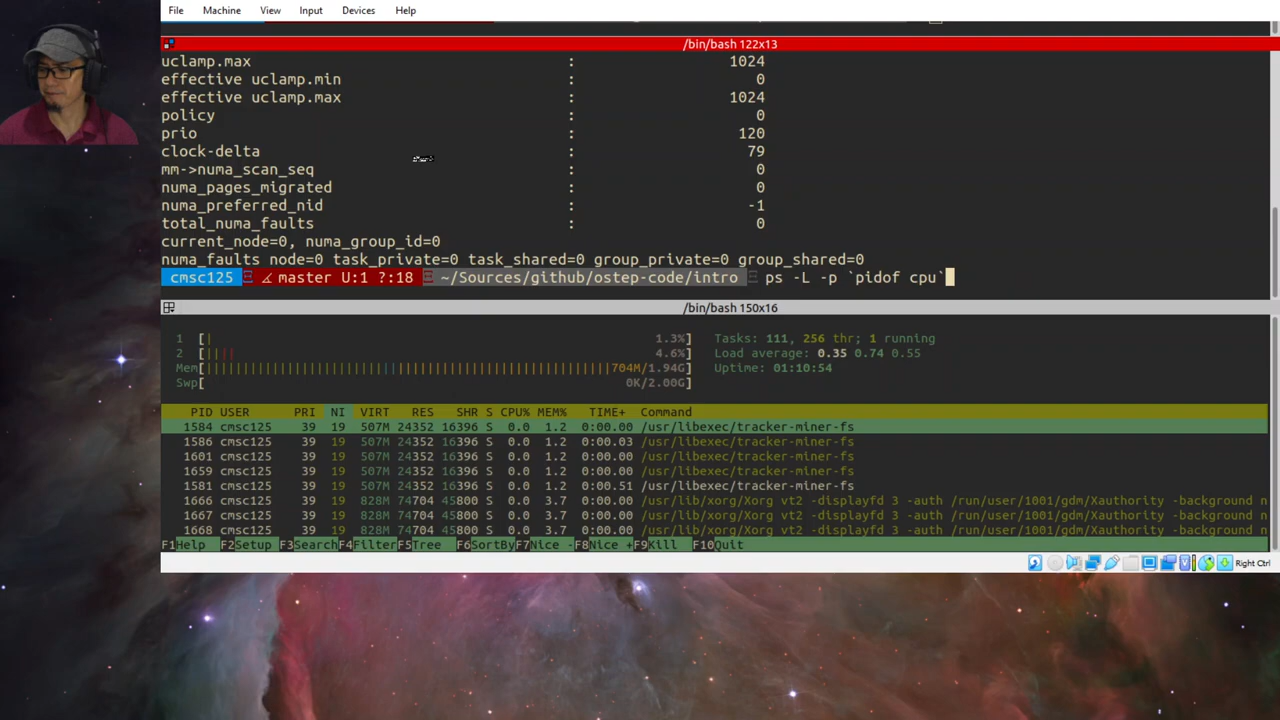 File Machine View Input Devices Help
/bin/bash 122x13
uclamp.max : 1024
effective uclamp.min : 0
effective uclamp.max : 1024
policy : 0
prio : 120
clock-delta : 79
mm->numa_scan_seq : 0
numa_pages_migrated : 0
numa_preferred_nid : -1
total_numa_faults : 0
current_node=0, numa_group_id=0
numa_faults node=0 task_private=0 task_shared=0 group_private=0 group_shared=0
cmsc125 master U:1 ?:18 ~/Sources/github/ostep-code/intro ps -L -p `pidof cpu`
/bin/bash 150x16
1 [| 1.3%] Tasks: 111, 256 thr; 1 running
2 [|||| 4.6%] Load average: 0.35 0.74 0.55
Mem[||||||||||||||||||||||||||||||||||||||||||||||||||||||704M/1.94G] Uptime: 01:10:54
Swp[ 0K/2.00G]
PID USER PRI NI VIRT RES SHR S CPU% MEM% TIME+ Command
1584 cmsc125 39 19 507M 24352 16396 S 0.0 1.2 0:00.00 /usr/libexec/tracker-miner-fs
1586 cmsc125 39 19 507M 24352 16396 S 0.0 1.2 0:00.03 /usr/libexec/tracker-miner-fs
1601 cmsc125 39 19 507M 24352 16396 S 0.0 1.2 0:00.00 /usr/libexec/tracker-miner-fs
1659 cmsc125 39 19 507M 24352 16396 S 0.0 1.2 0:00.00 /usr/libexec/tracker-miner-fs
1581 cmsc125 39 19 507M 24352 16396 S 0.0 1.2 0:00.51 /usr/libexec/tracker-miner-fs
1666 cmsc125 39 19 828M 74704 45800 S 0.0 3.7 0:00.00 /usr/lib/xorg/Xorg vt2 -displayfd 3 -auth /run/user/1001/gdm/Xauthority -background n
1667 cmsc125 39 19 828M 74704 45800 S 0.0 3.7 0:00.00 /usr/lib/xorg/Xorg vt2 -displayfd 3 -auth /run/user/1001/gdm/Xauthority -background n
1668 cmsc125 39 19 828M 74704 45800 S 0.0 3.7 0:00.00 /usr/lib/xorg/Xorg vt2 -displayfd 3 -auth /run/user/1001/gdm/Xauthority -background n
F1Help F2Setup F3SearchF4FilterF5Tree F6SortByF7Nice -F8Nice +F9Kill F10Quit
Right Ctrl